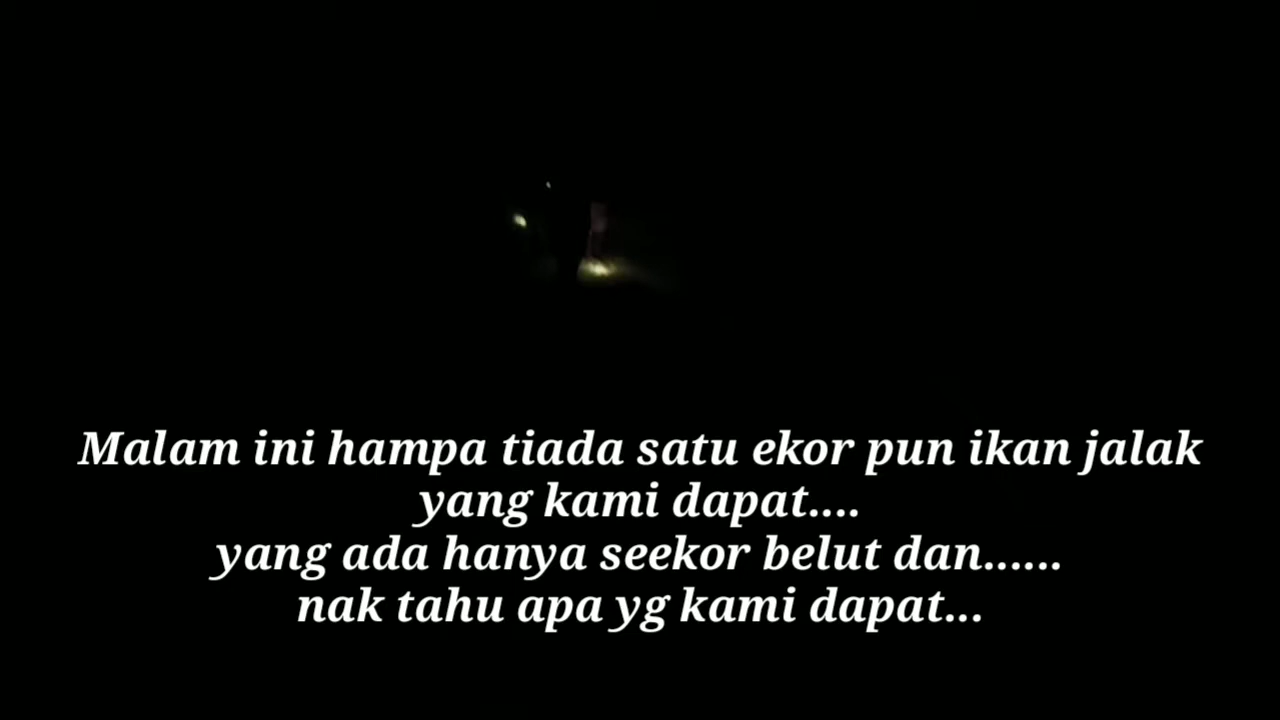 Malam ini hampa tiada satu ekor pun ikan jalak
yang kami dapat....
yang ada hanya seekor belut dan......
nak tahu apa yg kami dapat...